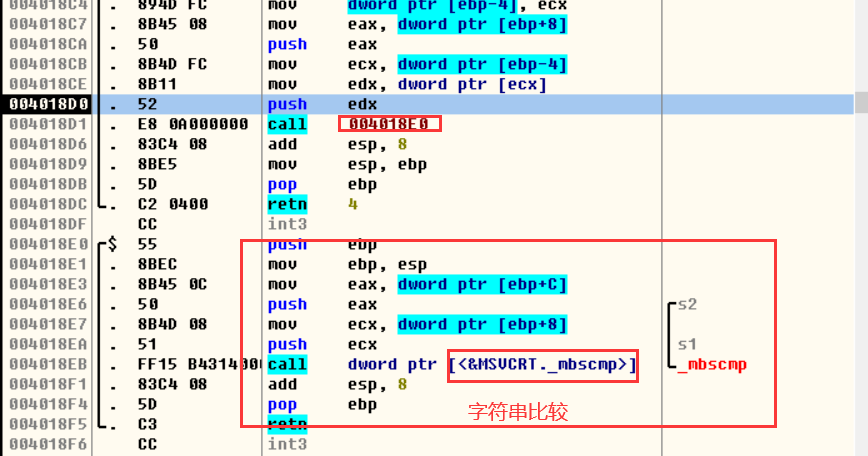 004018C4 . 894D FC mov dword ptr [ebp-4], ecx
004018C7 . 8B45 08 mov eax, dword ptr [ebp+8]
004018CA . 50 push eax
004018CB . 8B4D FC mov ecx, dword ptr [ebp-4]
004018CE . 8B11 mov edx, dword ptr [ecx]
004018D0 . 52 push edx
004018D1 . E8 0A000000 call 004018E0
004018D6 . 83C4 08 add esp, 8
004018D9 . 8BE5 mov esp, ebp
004018DB . 5D pop ebp
004018DC . C2 0400 retn 4
004018DF CC int3
004018E0 $ 55 push ebp
004018E1 . 8BEC mov ebp, esp
004018E3 . 8B45 0C mov eax, dword ptr [ebp+C]
004018E6 . 50 push eax s2
004018E7 . 8B4D 08 mov ecx, dword ptr [ebp+8]
004018EA . 51 push ecx s1
004018EB . FF15 B431400 call dword ptr [<&MSVCRT._mbscmp>] _mbscmp
004018F1 . 83C4 08 add esp, 8
004018F4 . 5D pop ebp
004018F5 . C3 retn
字符串比较
004018F6 CC int3